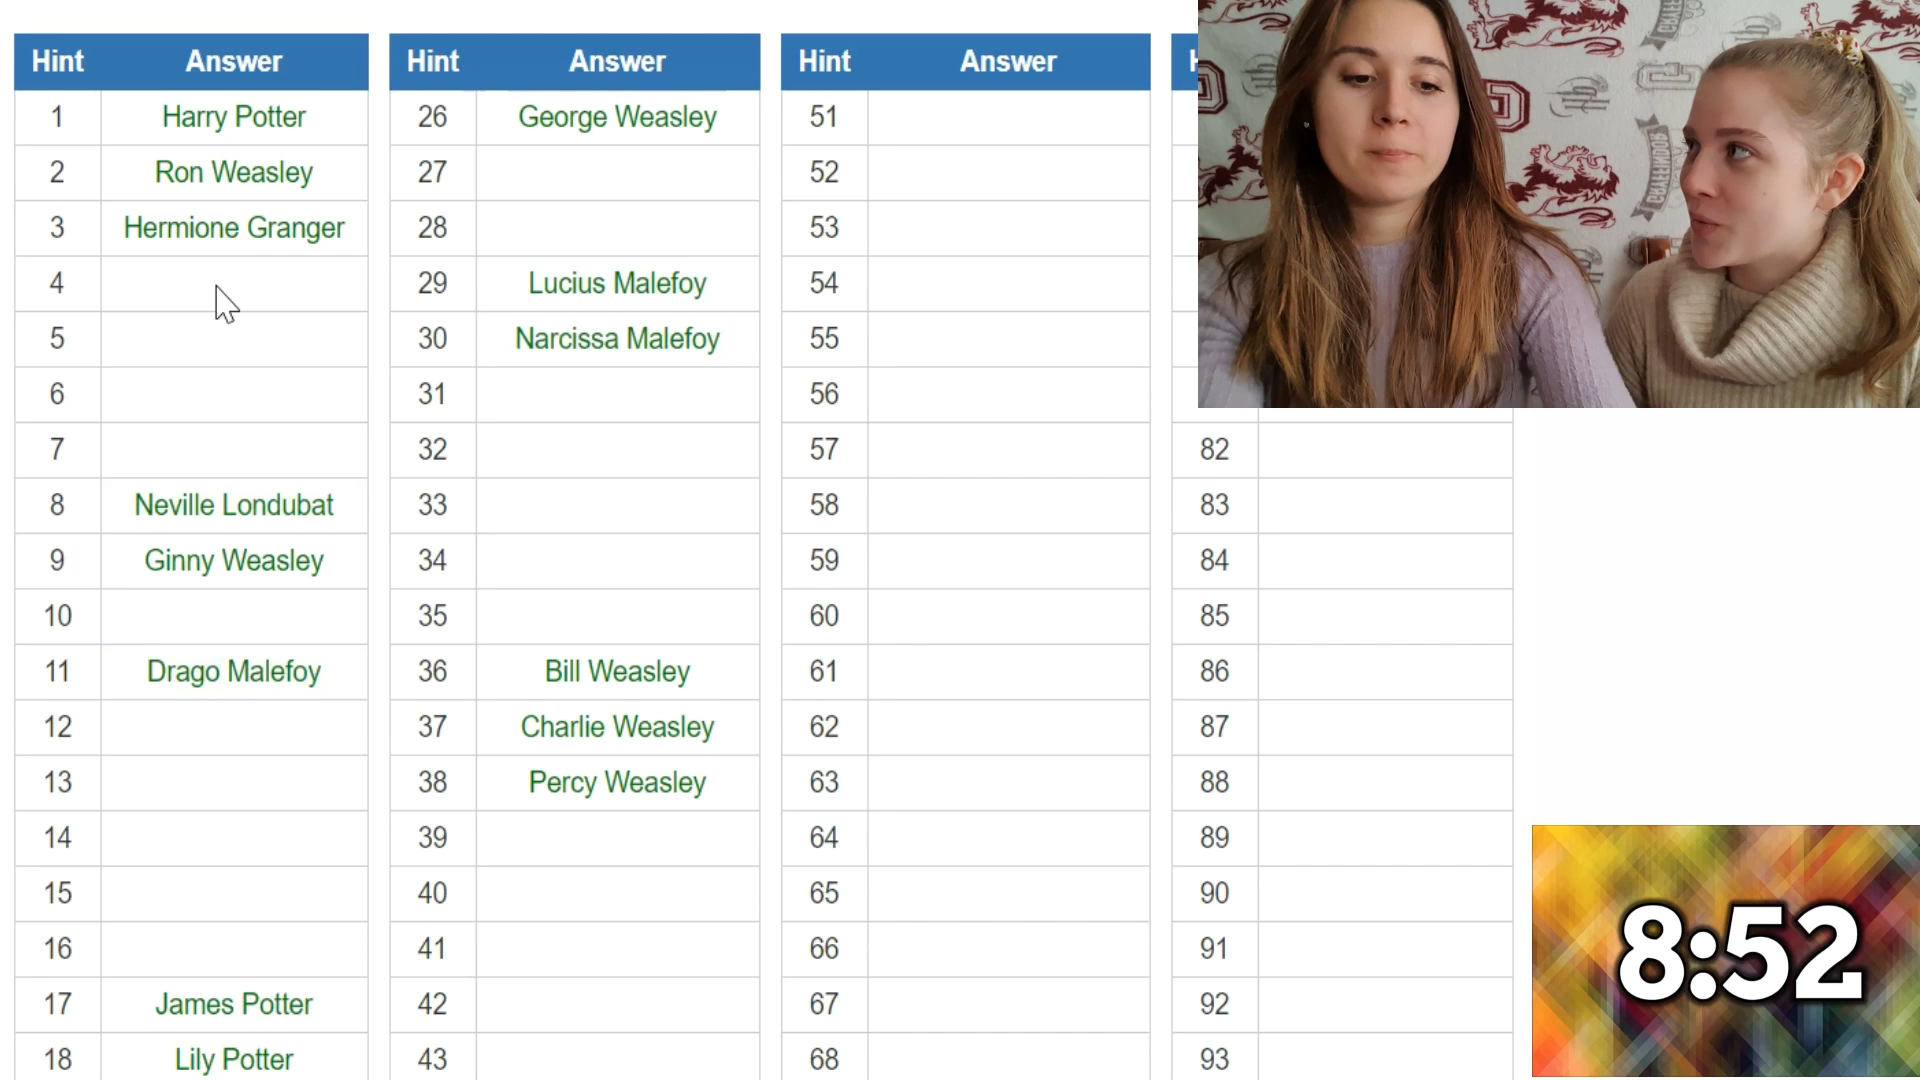 Hint Answer Hint Answer Hint Answer
1 Harry Potter 26 George Weasley 51
2 Ron Weasley 27 52
3 Hermione Granger 28 53
4 29 Lucius Malefoy 54
5 30 Narcissa Malefoy 55
6 31 56
7 32 57 82
8 Neville Londubat 33 58 83
9 Ginny Weasley 34 59 84
10 35 60 85
11 Drago Malefoy 36 Bill Weasley 61 86
12 37 Charlie Weasley 62 87
13 38 Percy Weasley 63 88
14 39 64 89
15 40 65 90
16 41 66 91
17 James Potter 42 67 92
18 Lily Potter 43 68 93
8:52